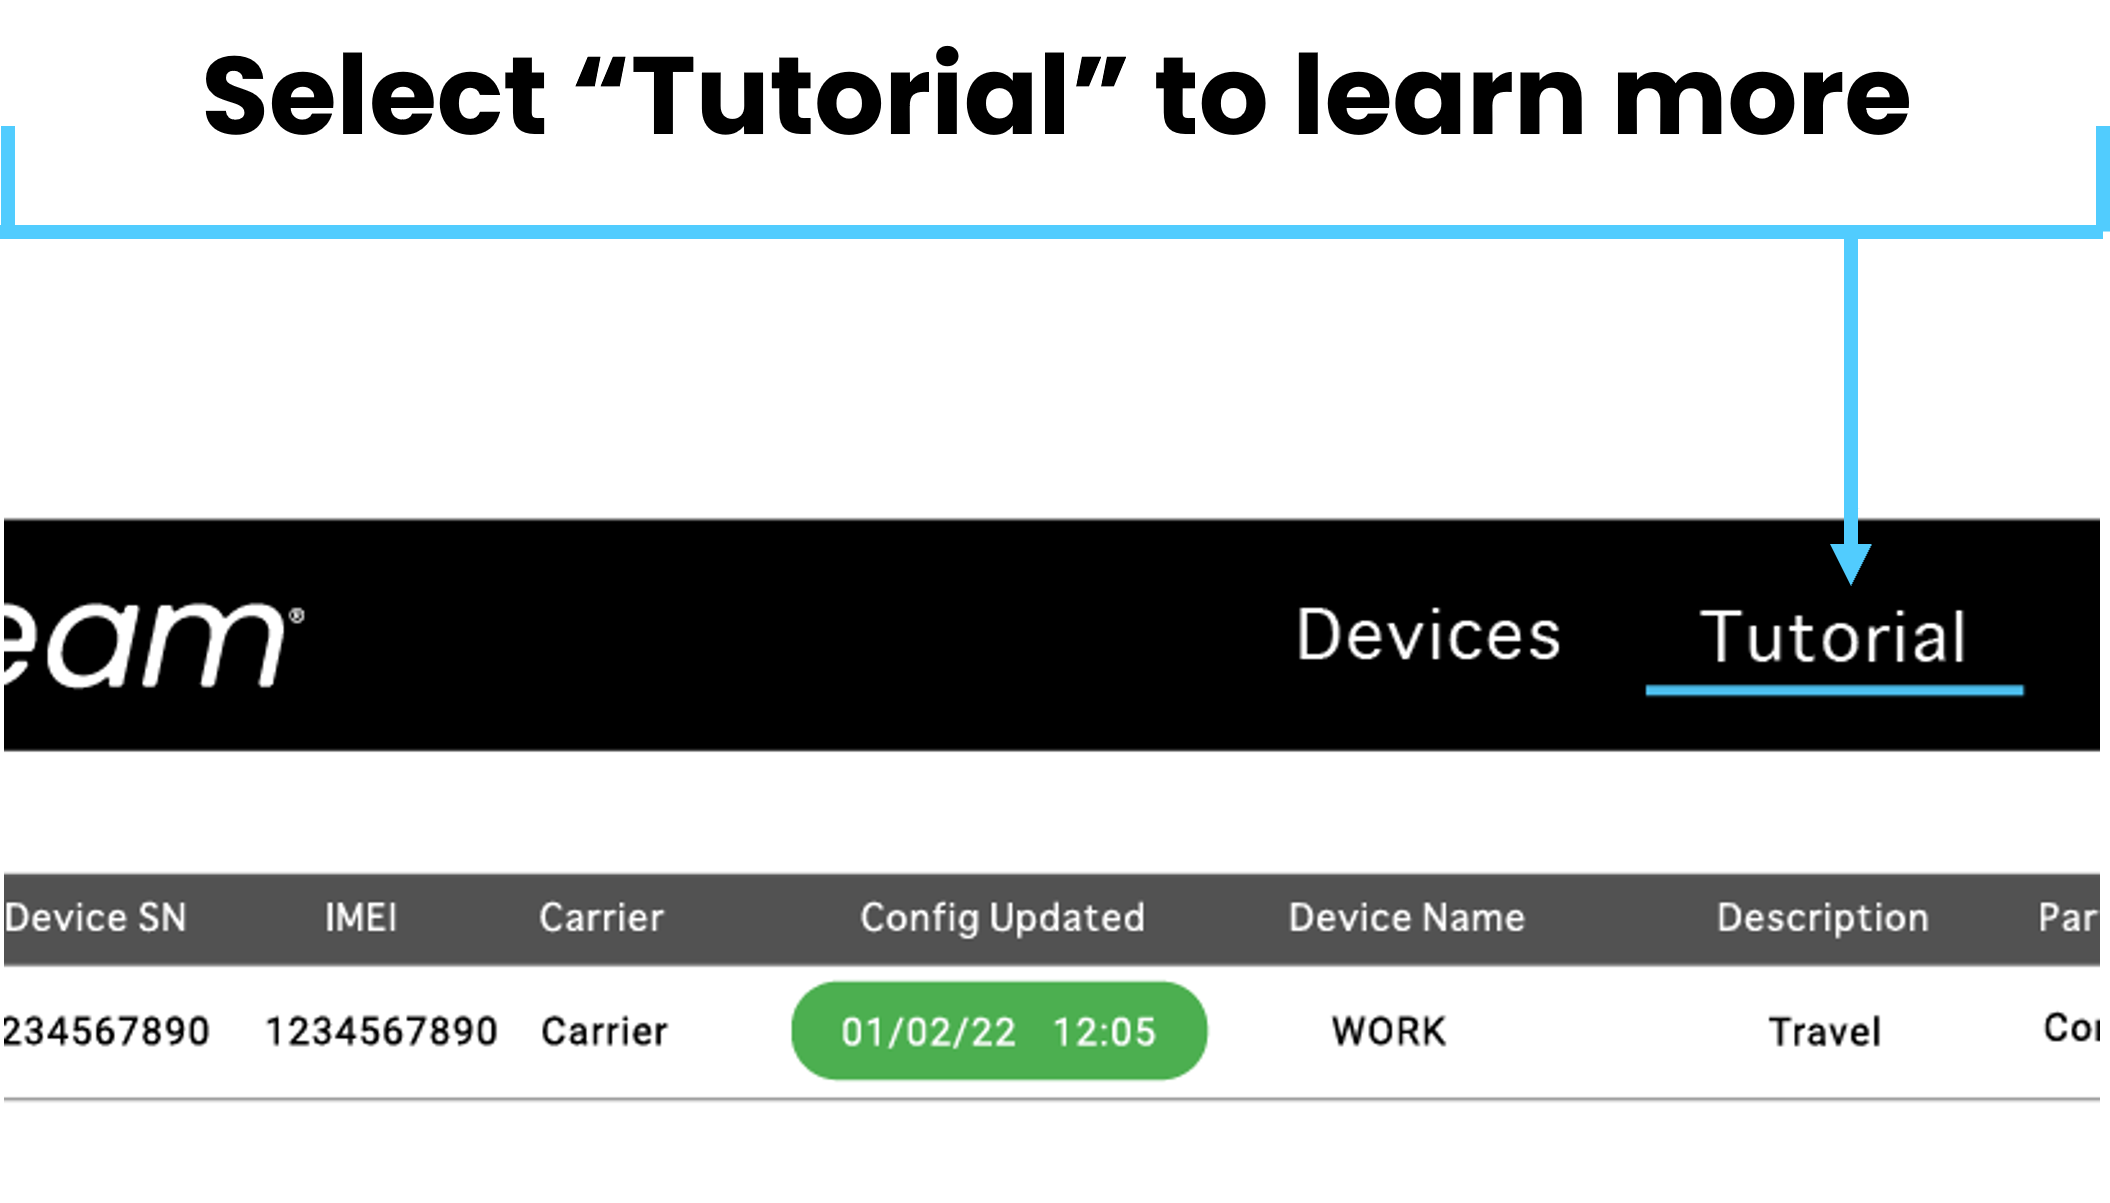 Select “Tutorial” to learn more
eam®
Devices Tutorial
Device SN IMEI Carrier Config Updated Device Name Description Par
234567890 1234567890 Carrier 01/02/22 12:05 WORK Travel Cor